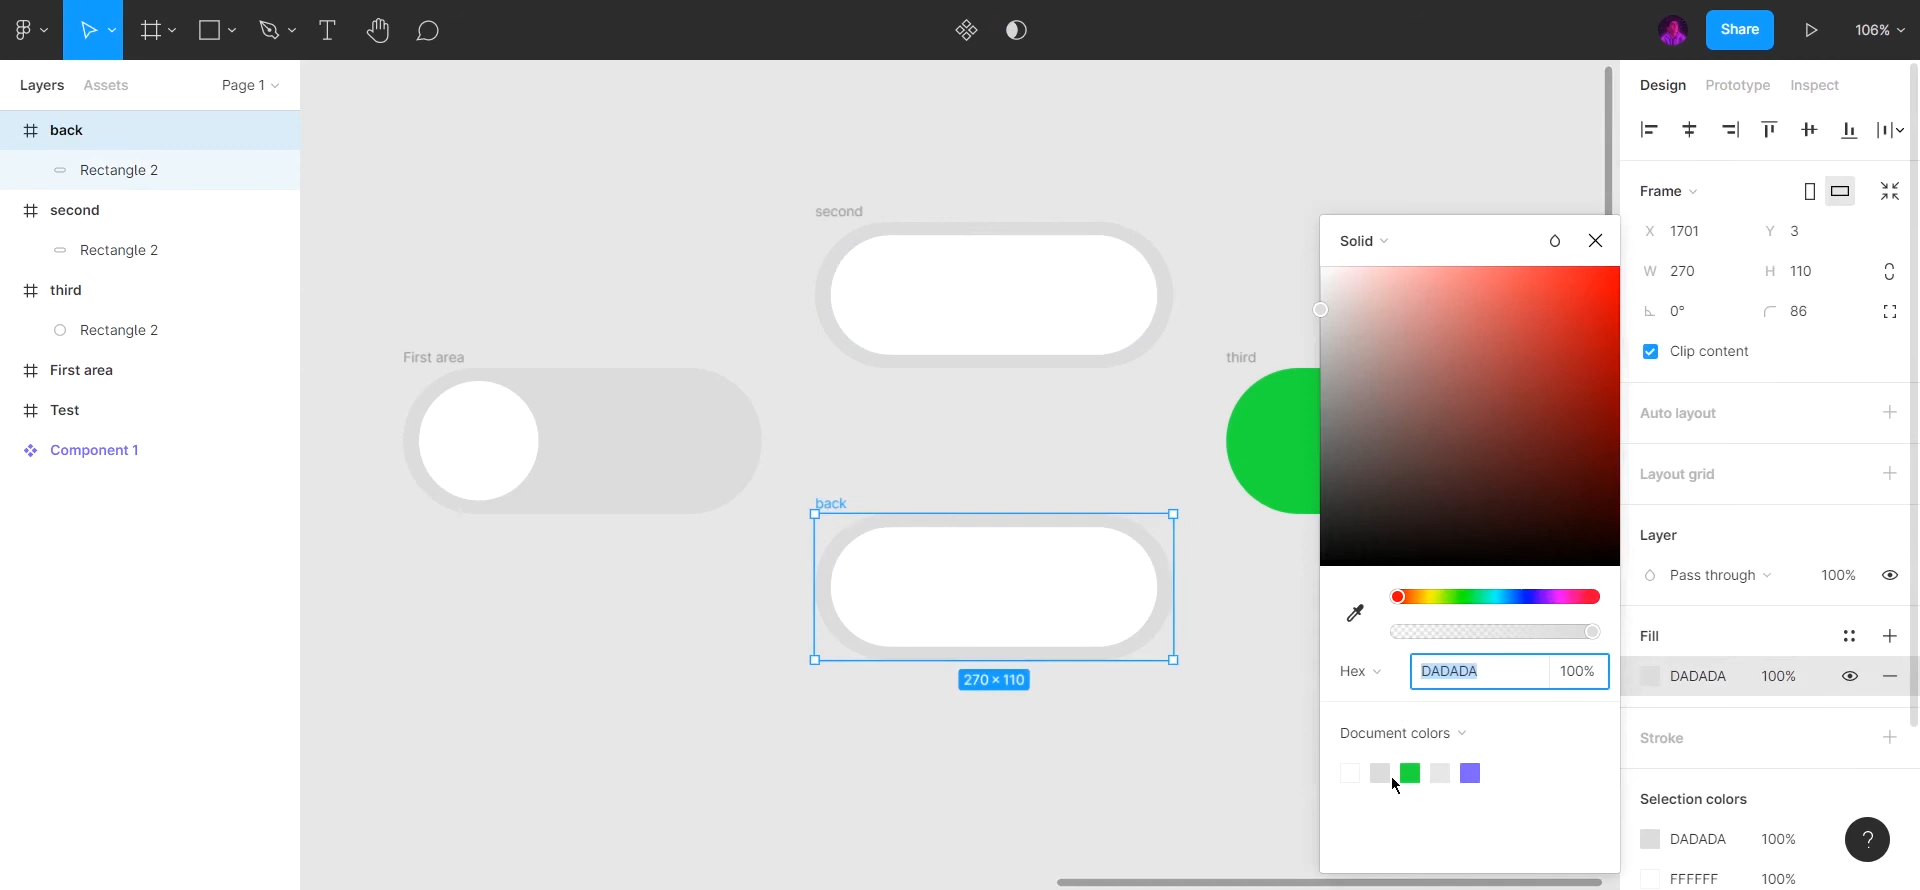 Share
106%
Layers
Assets
Page 1
back
Rectangle 2
second
Rectangle 2
third
Rectangle 2
First area
Test
Component 1
second
First area
third
back
270 × 110
Solid
Hex
DADADA
100%
Document colors
Design
Prototype
Inspect
Frame
X 1701
Y 3
W 270
H 110
0°
86
Clip content
Auto layout
Layout grid
Layer
Pass through
100%
Fill
DADADA
100%
Stroke
Selection colors
DADADA
100%
FFFFFF
100%
?